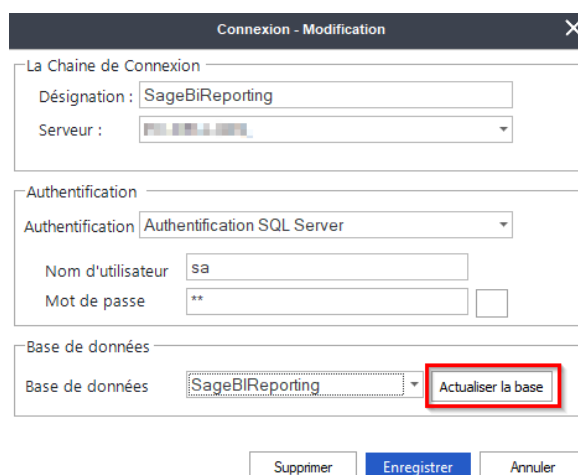 Connexion - Modification
La Chaine de Connexion
Désignation : SageBiReporting
Serveur :
Authentification
Authentification Authentification SQL Server
Nom d'utilisateur sa
Mot de passe **
Base de données
Base de données SageBIReporting Actualiser la base
Supprimer Enregistrer Annuler